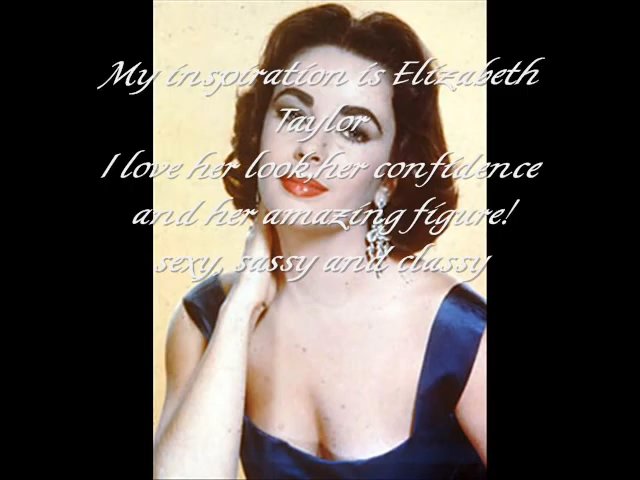 My inspiration is Elizabeth
Taylor
I love her look,her confidence
and her amazing figure!
sexy, sassy and classy